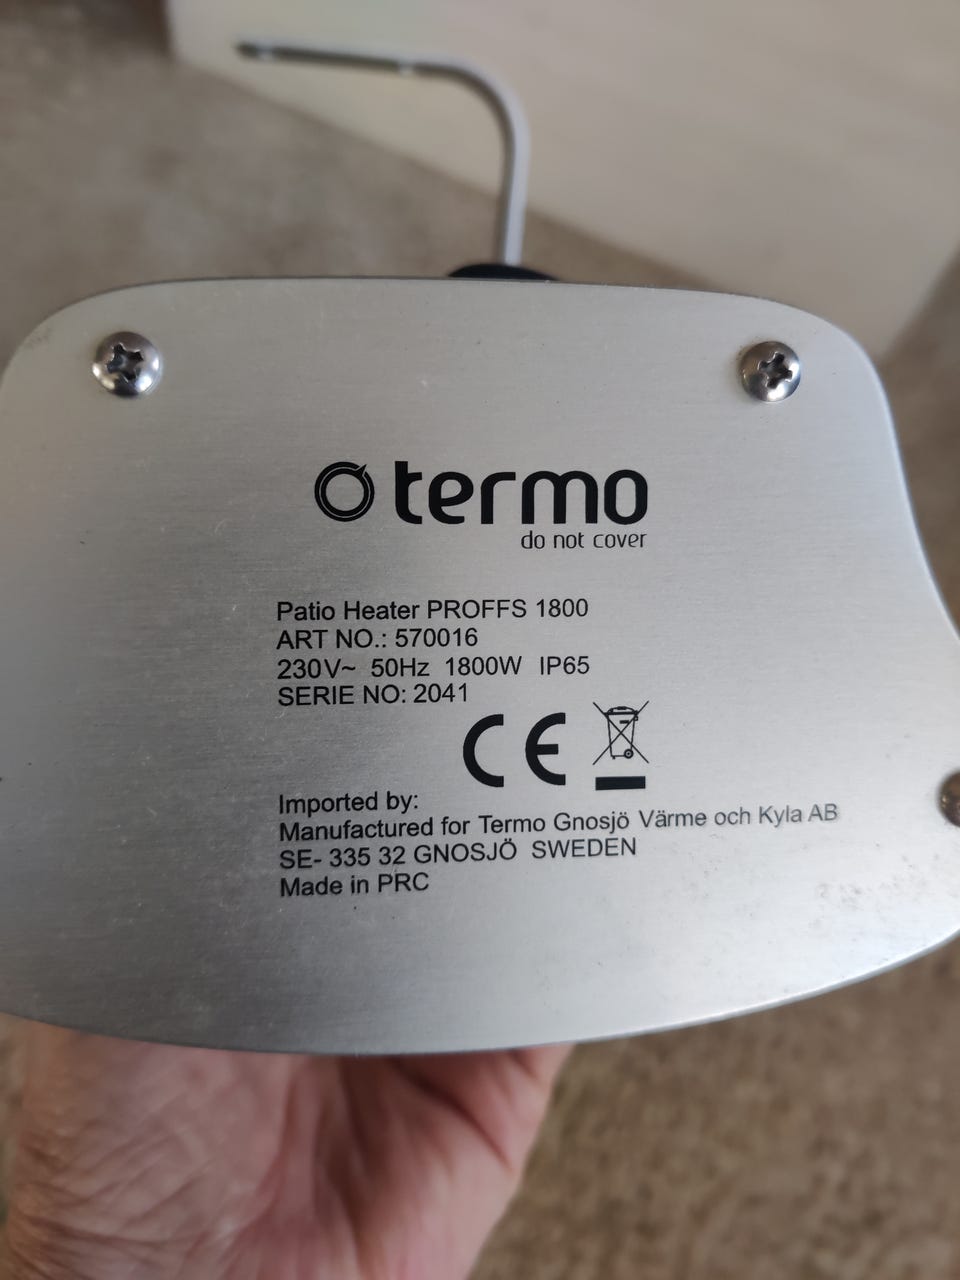 termo
do not cover
Patio Heater PROFFS 1800
ART NO.: 570016
230V~ 50Hz 1800W IP65
SERIE NO: 2041
CE
Imported by:
Manufactured for Termo Gnosjö Värme och Kyla AB
SE- 335 32 GNOSJÖ SWEDEN
Made in PRC